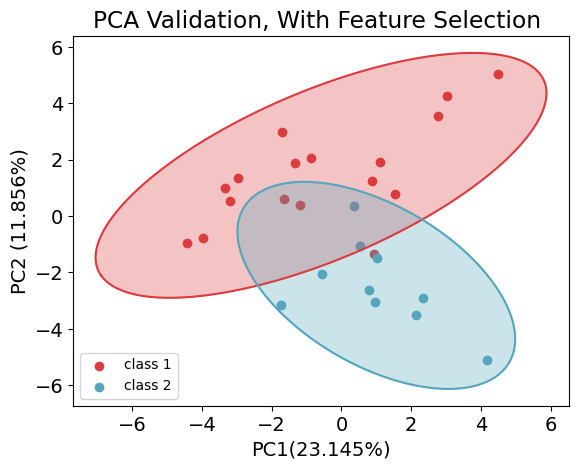 PCA Validation, With Feature Selection
6
4
2
0
−2
−4
−6
PC2 (11.856%)
class 1
class 2
−6 −4 −2 0 2 4 6
PC1(23.145%)